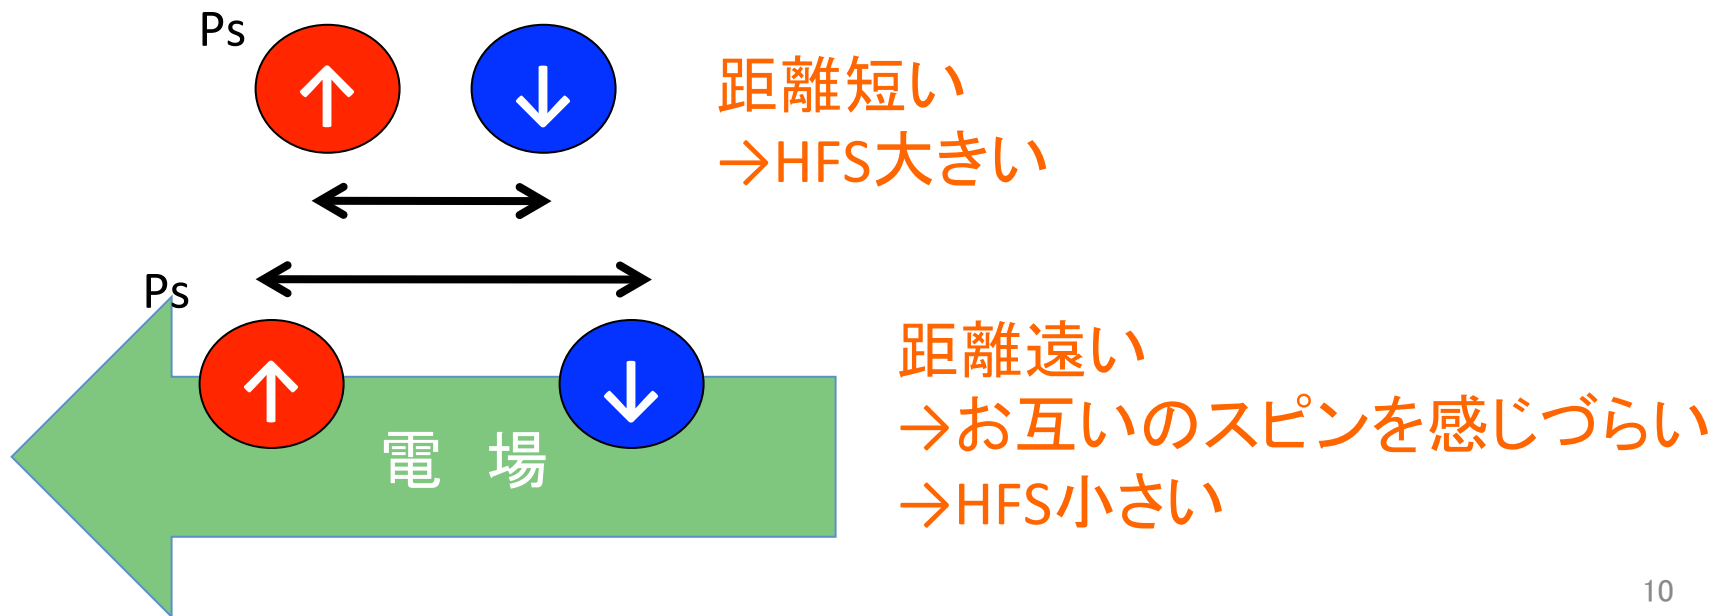 Ps
↑ ↓
距離短い
→HFS大きい
Ps
↑ ↓
電 場
距離遠い
→お互いのスピンを感じづらい
→HFS小さい
10